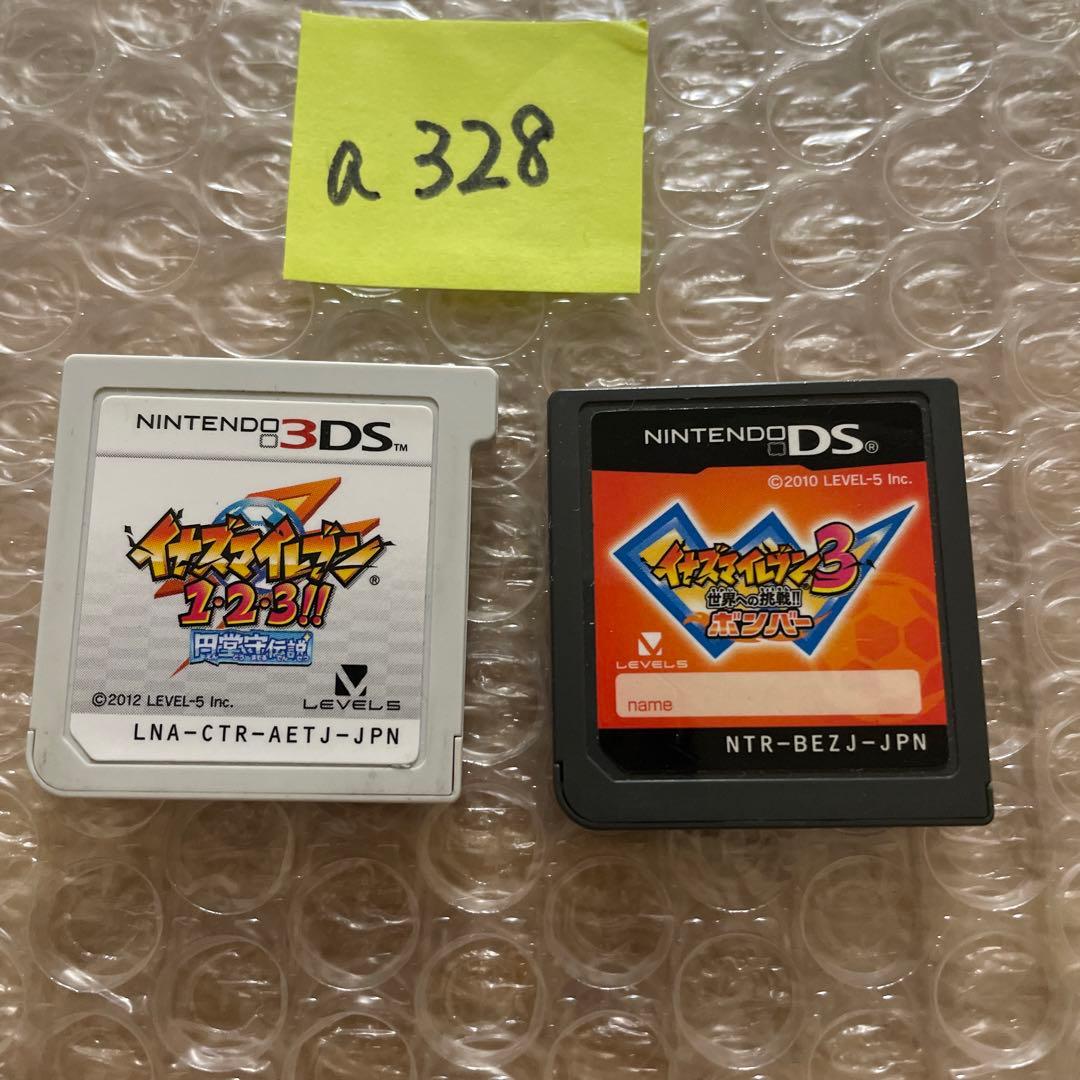 a 328
NINTENDO 3DS™
イナズマイレブン®
1・2・3!!
円堂守伝説
©2012 LEVEL-5 Inc.
LEVEL5
LNA-CTR-AETJ-JPN
NINTENDO DS®
©2010 LEVEL-5 Inc.
イナズマイレブン3
世界への挑戦!!
ボンバー
LEVEL5
name
NTR-BEZJ-JPN